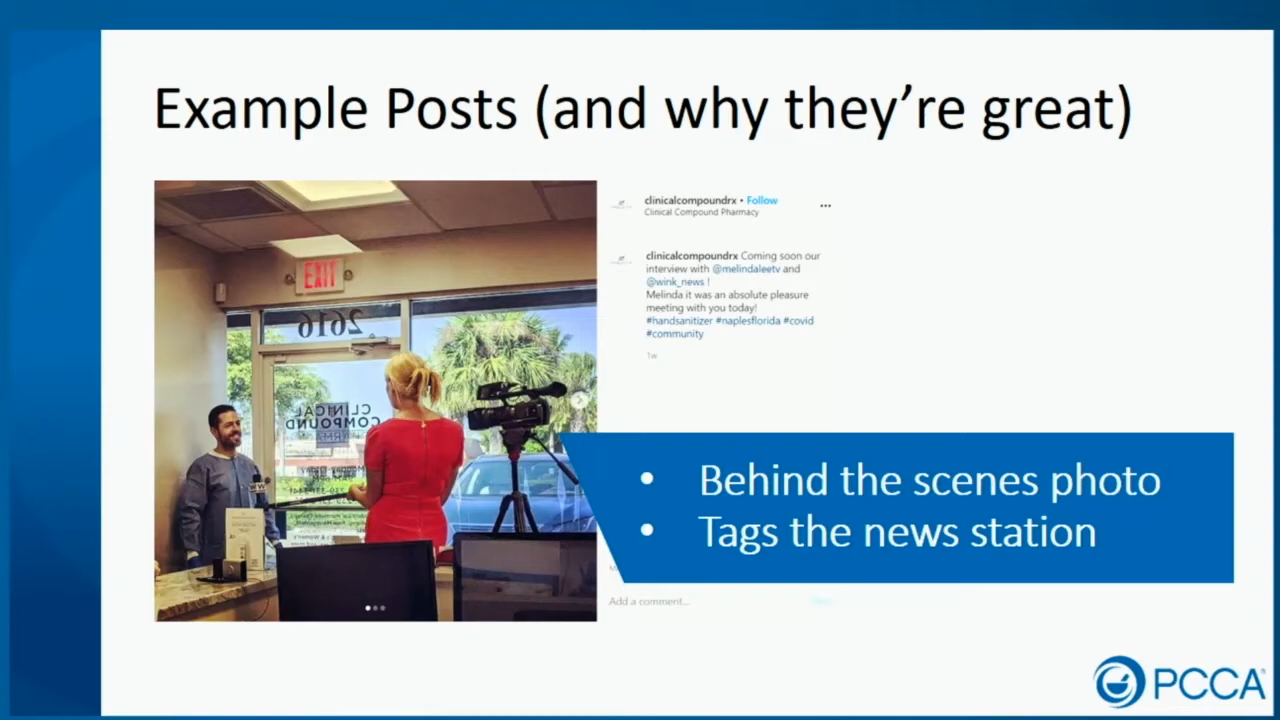 Example Posts (and why they're great)
clinicalcompoundrx • Follow
Clinical Compound Pharmacy
...
clinicalcompoundrx Coming soon our
interview with @melindaleetv and
@wink_news !
Melinda it was an absolute pleasure
meeting with you today!
#handsanitizer #naplesflorida #covid
#community
1w
EXIT
2616
CLINICAL
COMPOUND
• Behind the scenes photo
• Tags the news station
Add a comment...
PCCA